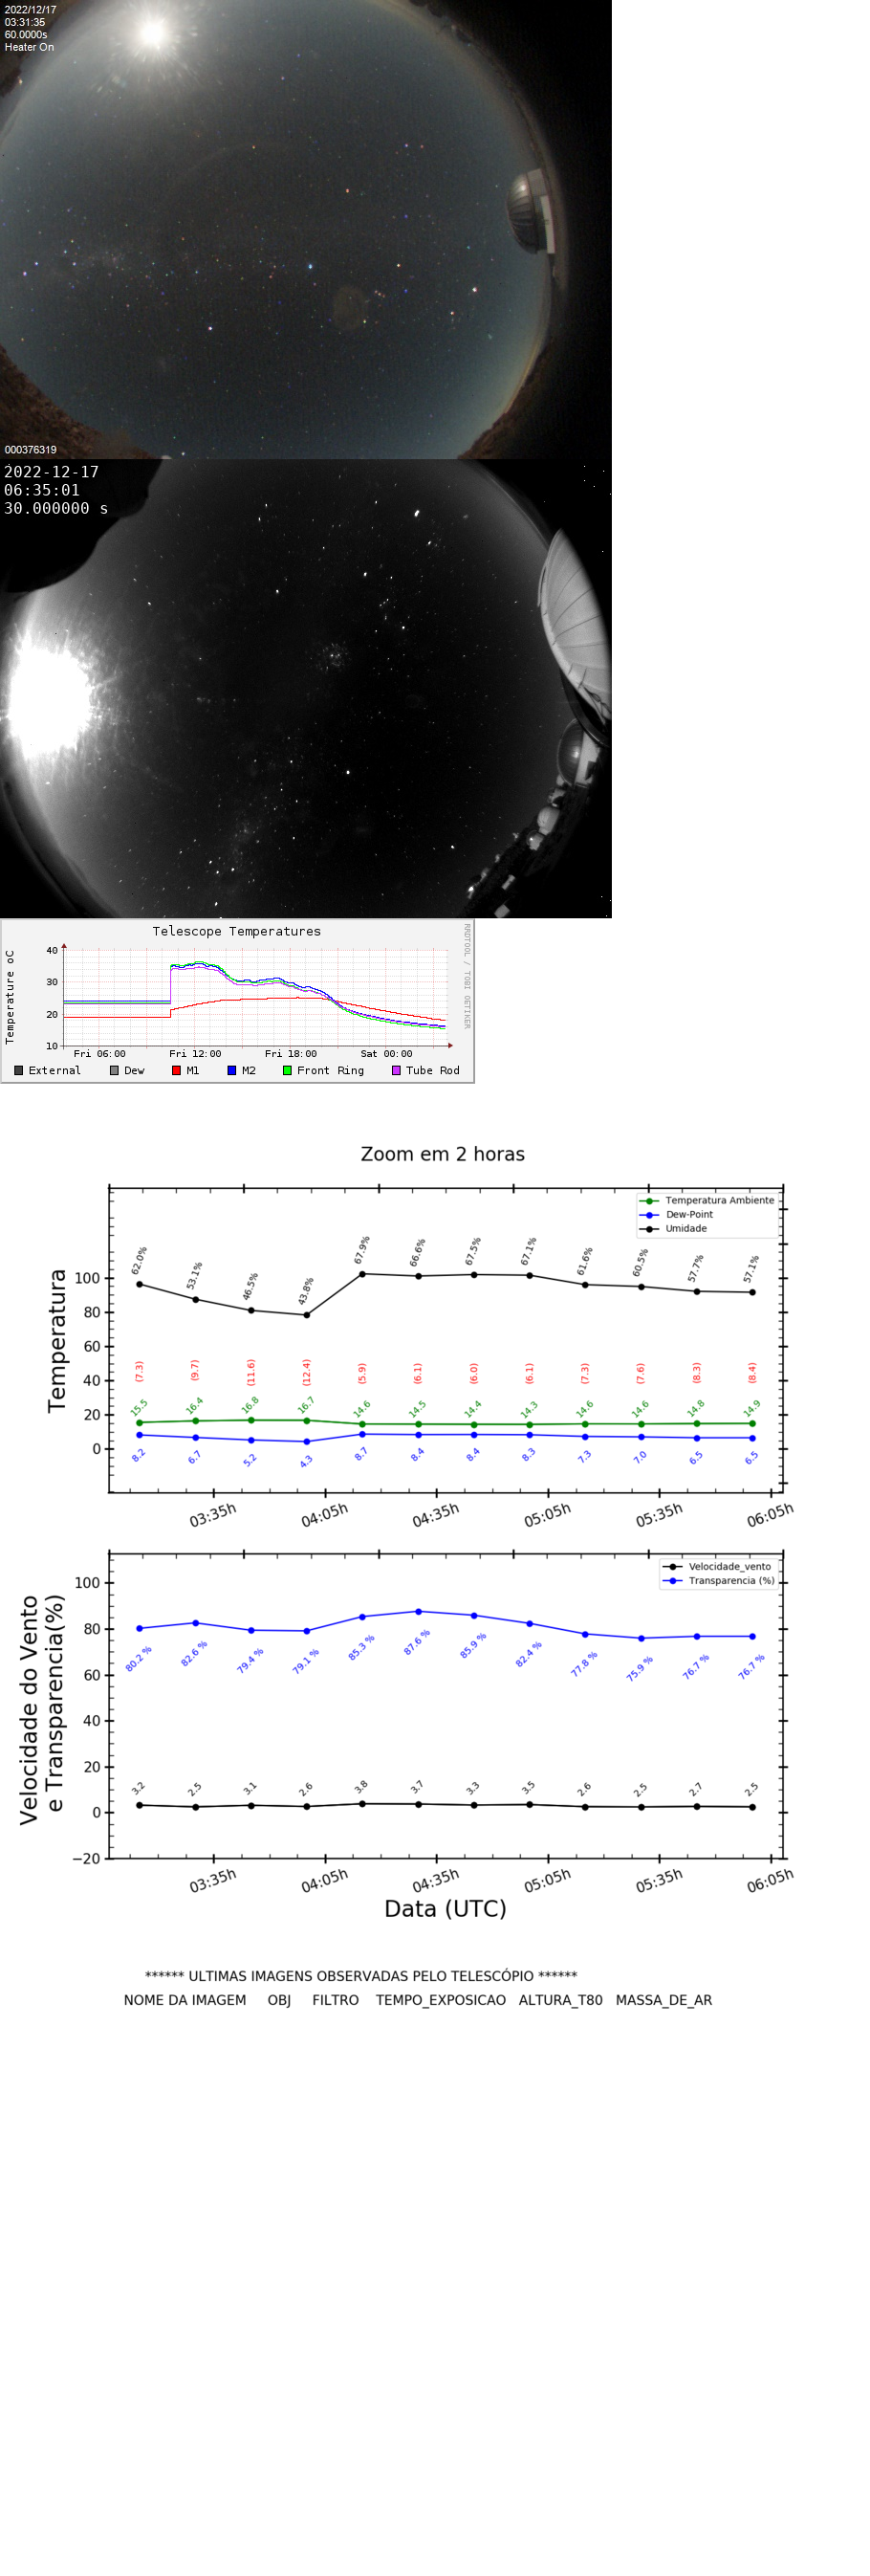 2022/12/17
03:31:35
60.0000s
Heater On
000376319
2022-12-17
06:35:01
30.000000 s
Telescope Temperatures
RRDTOOL / TOBI OETIKER
Temperature oC
40
30
20
10
Fri 06:00 Fri 12:00 Fri 18:00 Sat 00:00
External Dew M1 M2 Front Ring Tube Rod
Zoom em 2 horas
Temperatura Ambiente
Dew-Point
Umidade
Temperatura
100
80
60
40
20
0
62.0% 53.1% 46.5% 43.8% 67.9% 66.6% 67.5% 67.1% 61.6% 60.5% 57.7% 57.1%
(7.3) (9.7) (11.6) (12.4) (5.9) (6.1) (6.0) (6.1) (7.3) (7.6) (8.3) (8.4)
15.5 16.4 16.8 16.7 14.6 14.5 14.4 14.3 14.6 14.6 14.8 14.9
8.2 6.7 5.2 4.3 8.7 8.4 8.4 8.3 7.3 7.0 6.5 6.5
03:35h 04:05h 04:35h 05:05h 05:35h 06:05h
Velocidade_vento
Transparencia (%)
Velocidade do Vento
e Transparencia(%)
100
80
60
40
20
0
−20
80.2 % 82.6 % 79.4 % 79.1 % 85.3 % 87.6 % 85.9 % 82.4 % 77.8 % 75.9 % 76.7 % 76.7 %
3.2 2.5 3.1 2.6 3.8 3.7 3.3 3.5 2.6 2.5 2.7 2.5
03:35h 04:05h 04:35h 05:05h 05:35h 06:05h
Data (UTC)
****** ULTIMAS IMAGENS OBSERVADAS PELO TELESCÓPIO ******
NOME DA IMAGEM OBJ FILTRO TEMPO_EXPOSICAO ALTURA_T80 MASSA_DE_AR